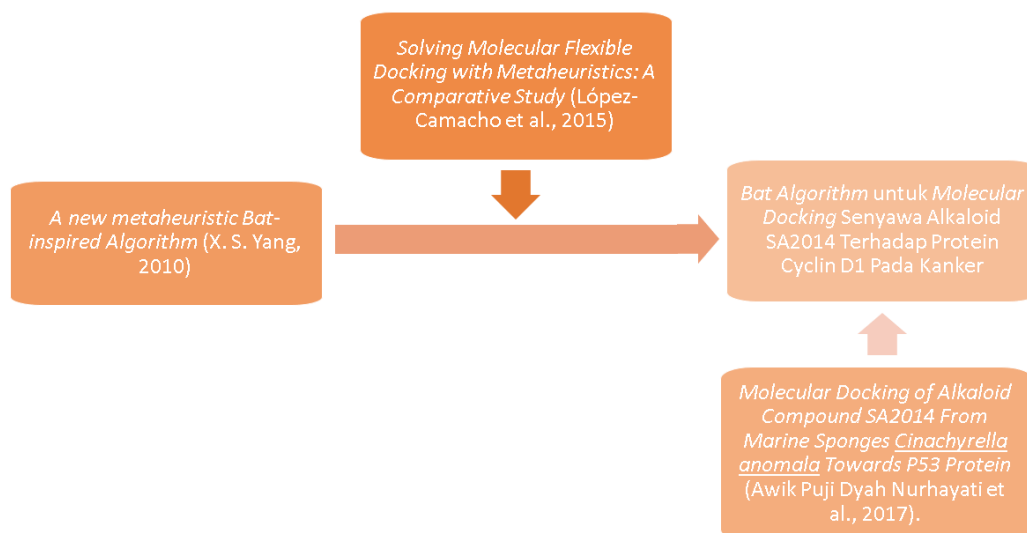 Solving Molecular Flexible
Docking with Metaheuristics: A
Comparative Study (López-
Camacho et al., 2015)
A new metaheuristic Bat-
inspired Algorithm (X. S. Yang,
2010)
Bat Algorithm untuk Molecular
Docking Senyawa Alkaloid
SA2014 Terhadap Protein
Cyclin D1 Pada Kanker
Molecular Docking of Alkaloid
Compound SA2014 From
Marine Sponges Cinachyrella
anomala Towards P53 Protein
(Awik Puji Dyah Nurhayati et
al., 2017).